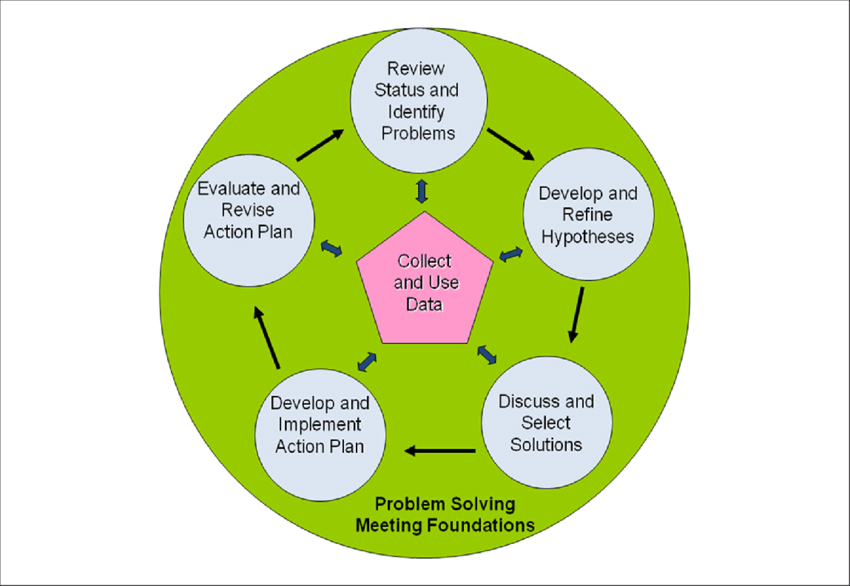 Review
Status and
Identify
Problems
Develop and
Refine
Hypotheses
Discuss and
Select
Solutions
Develop and
Implement
Action Plan
Evaluate and
Revise
Action Plan
Collect
and Use
Data
Problem Solving
Meeting Foundations